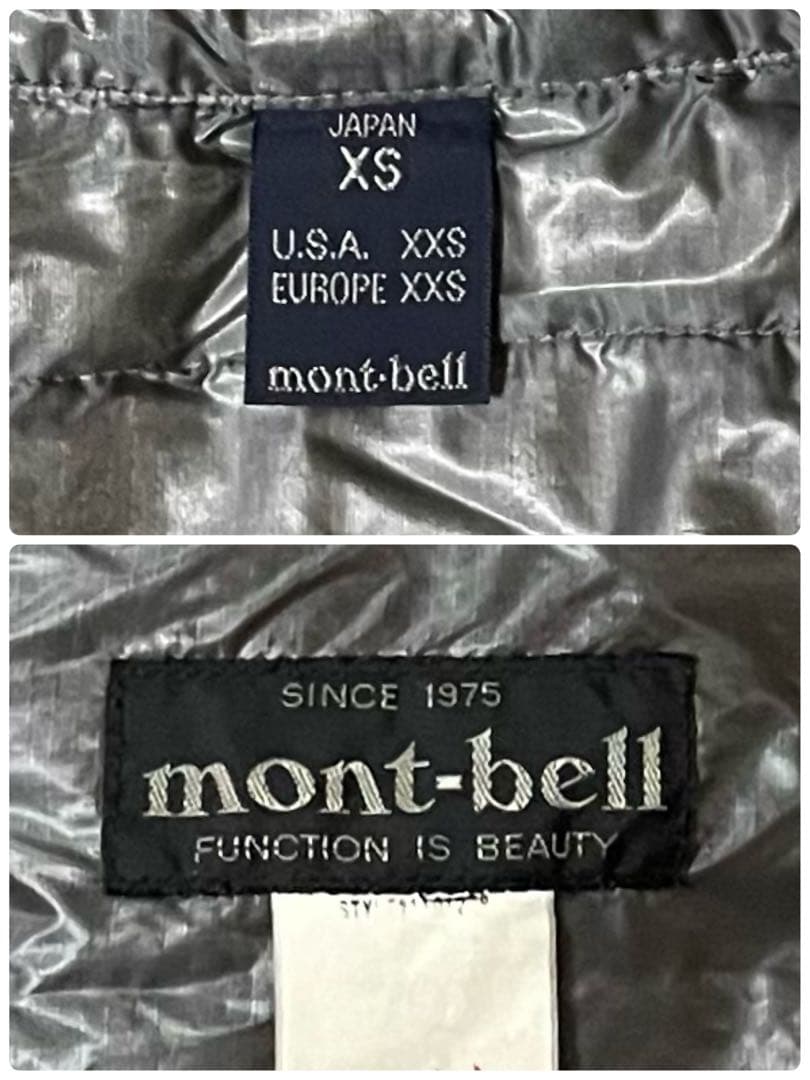 JAPAN
XS
U.S.A. XXS
EUROPE XXS
mont·bell
SINCE 1975
mont-bell
FUNCTION IS BEAUTY